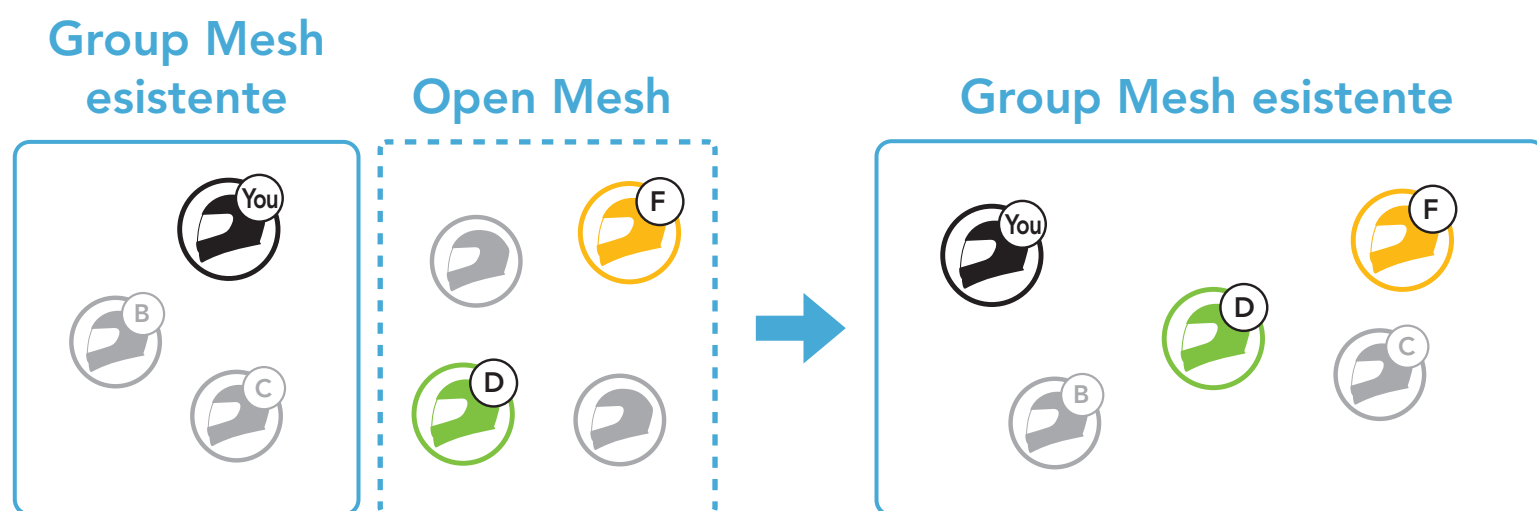 Group Mesh
esistente
Open Mesh
Group Mesh esistente
You
B
C
F
D
You
F
D
C
B